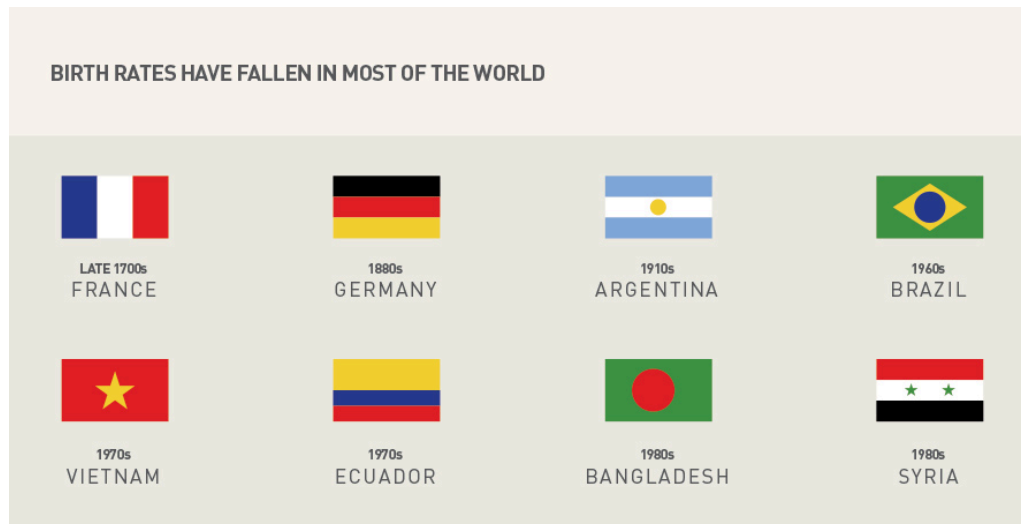 BIRTH RATES HAVE FALLEN IN MOST OF THE WORLD
LATE 1700s
FRANCE
1880s
GERMANY
1910s
ARGENTINA
1960s
BRAZIL
1970s
VIETNAM
1970s
ECUADOR
1980s
BANGLADESH
1980s
SYRIA